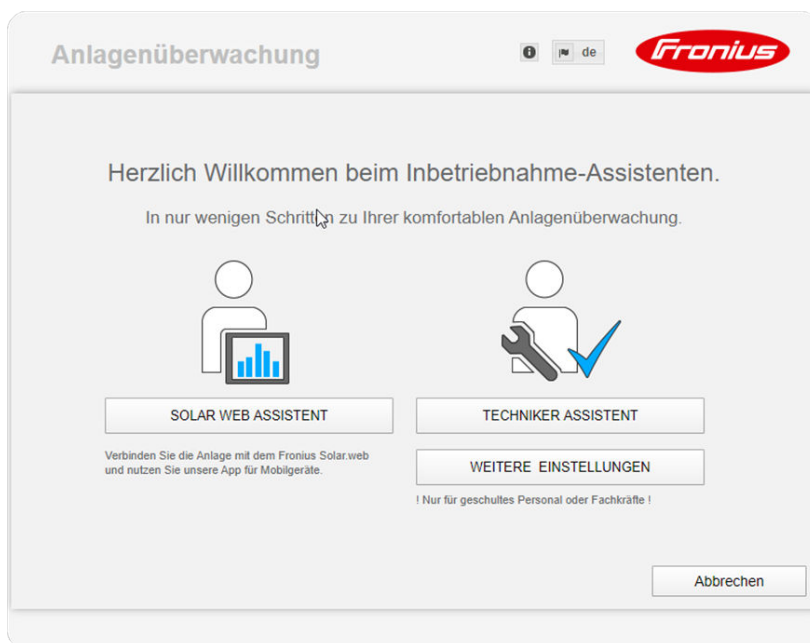 Anlagenüberwachung
de
Fronius
Herzlich Willkommen beim Inbetriebnahme-Assistenten.
In nur wenigen Schritten zu Ihrer komfortablen Anlagenüberwachung.
SOLAR WEB ASSISTENT
Verbinden Sie die Anlage mit dem Fronius Solar.web
und nutzen Sie unsere App für Mobilgeräte.
TECHNIKER ASSISTENT
WEITERE EINSTELLUNGEN
! Nur für geschultes Personal oder Fachkräfte !
Abbrechen